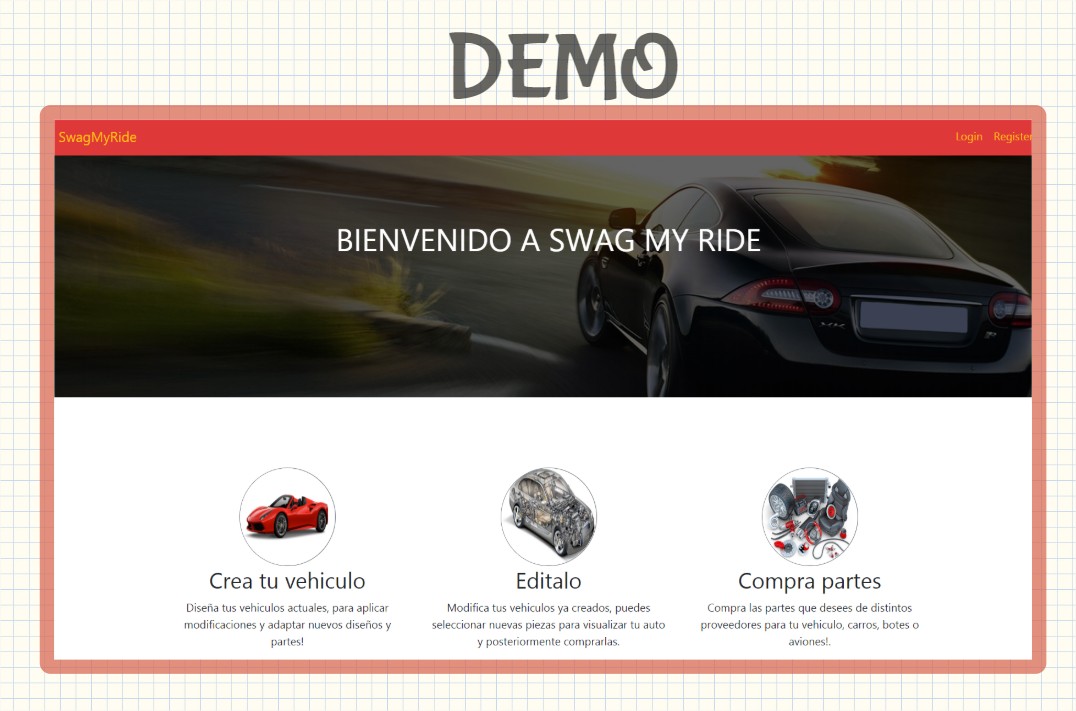 DEMO
SwagMyRide
Login Register
BIENVENIDO A SWAG MY RIDE
XK
R
Crea tu vehiculo
Diseña tus vehiculos actuales, para aplicar
modificaciones y adaptar nuevos diseños y
partes!
Editalo
Modifica tus vehiculos ya creados, puedes
seleccionar nuevas piezas para visualizar tu auto
y posteriormente comprarlas.
Compra partes
Compra las partes que desees de distintos
proveedores para tu vehiculo, carros, botes o
aviones!.